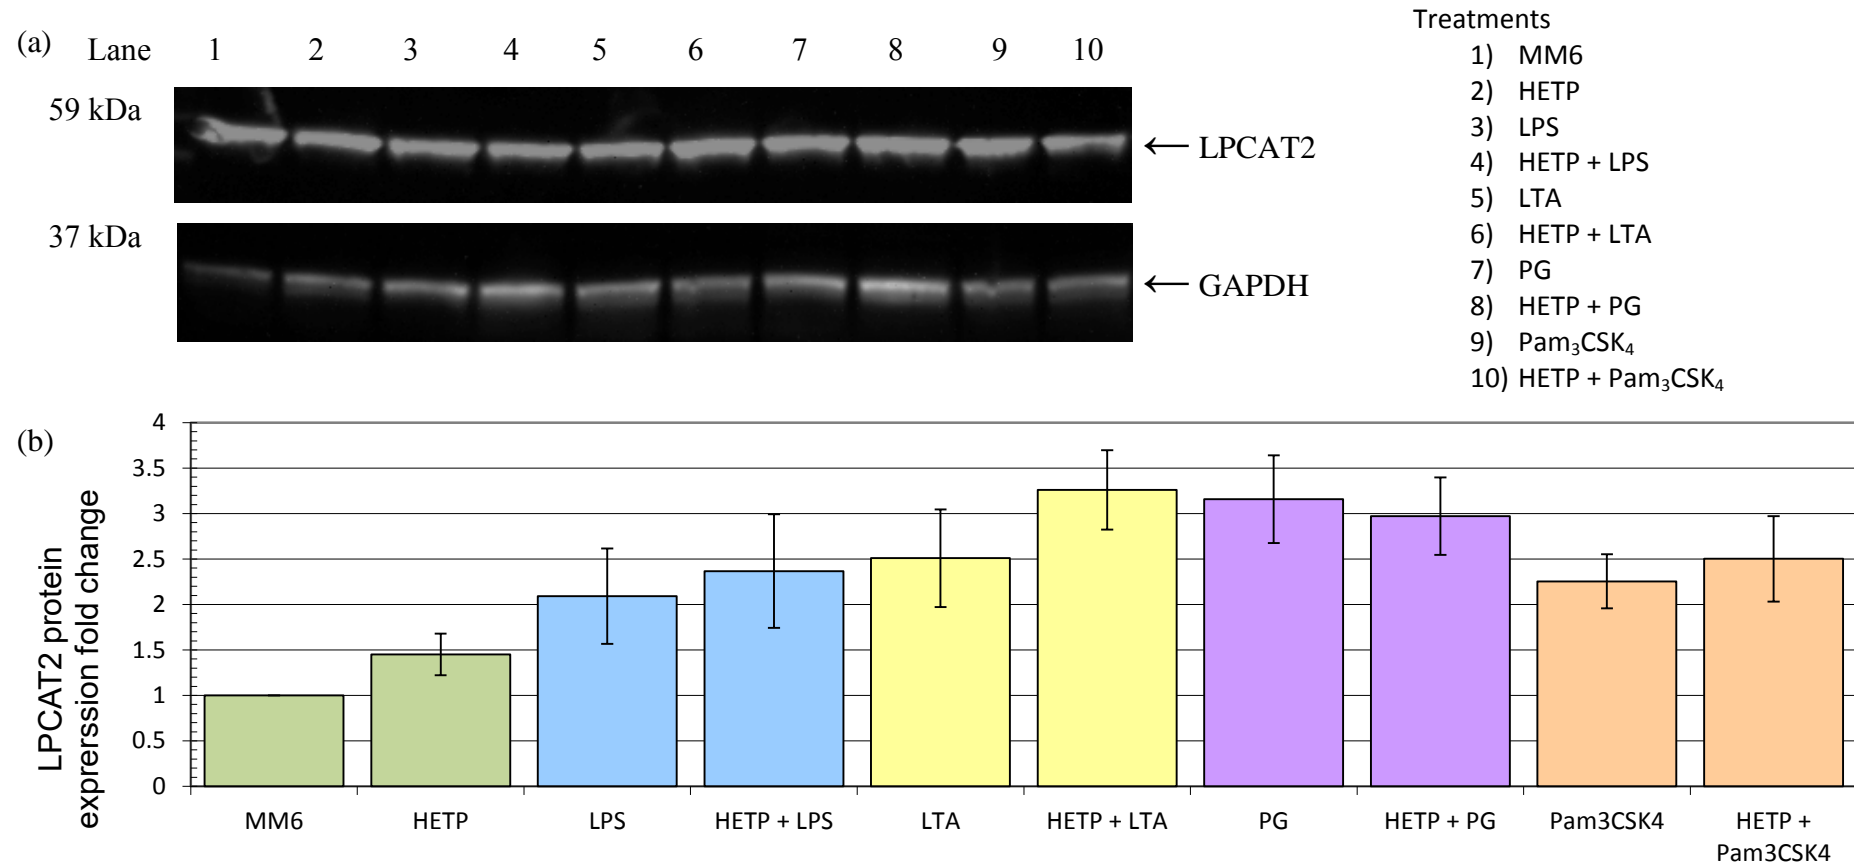 (a) Lane 1 2 3 4 5 6 7 8 9 10
59 kDa
← LPCAT2
37 kDa
← GAPDH
Treatments
1) MM6
2) HETP
3) LPS
4) HETP + LPS
5) LTA
6) HETP + LTA
7) PG
8) HETP + PG
9) Pam₃CSK₄
10) HETP + Pam₃CSK₄
(b)
LPCAT2 protein
experssion fold change
4
3.5
3
2.5
2
1.5
1
0.5
0
MM6 HETP LPS HETP + LPS LTA HETP + LTA PG HETP + PG Pam3CSK4 HETP +
Pam3CSK4